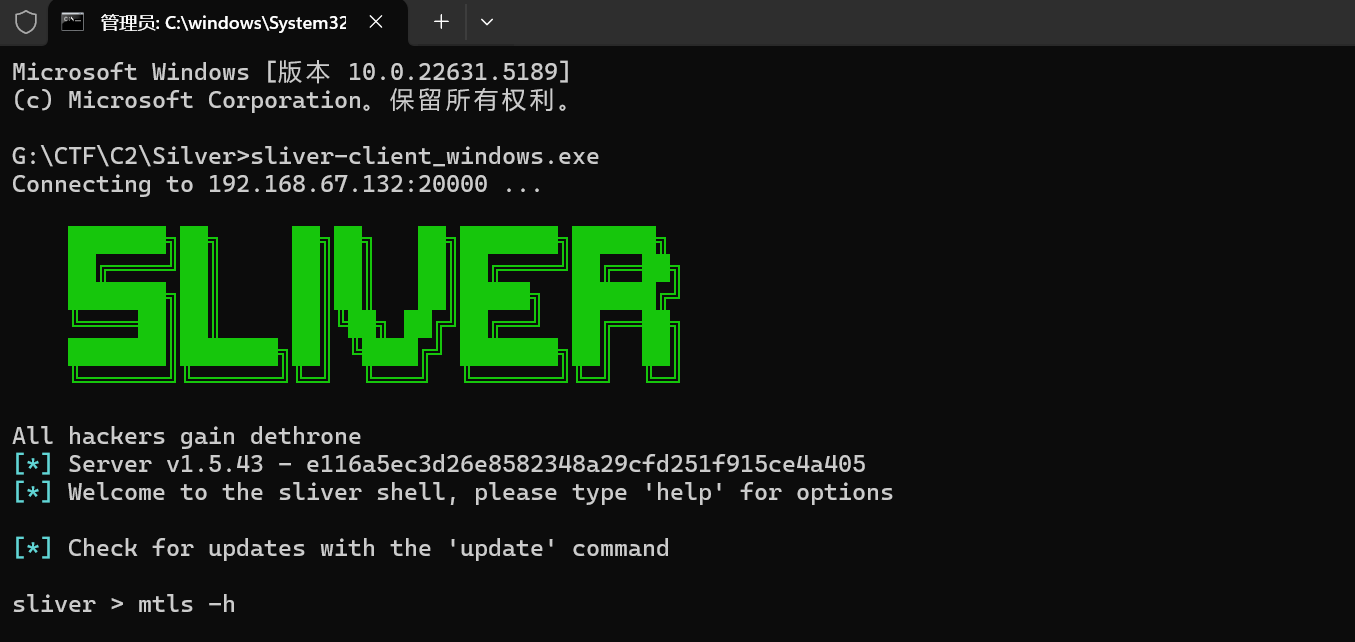 管理员: C:\windows\System32
Microsoft Windows [版本 10.0.22631.5189]
(c) Microsoft Corporation。保留所有权利。
G:\CTF\C2\Silver>sliver-client_windows.exe
Connecting to 192.168.67.132:20000 ...
SLIVER
All hackers gain dethrone
[*] Server v1.5.43 - e116a5ec3d26e8582348a29cfd251f915ce4a405
[*] Welcome to the sliver shell, please type 'help' for options
[*] Check for updates with the 'update' command
sliver > mtls -h